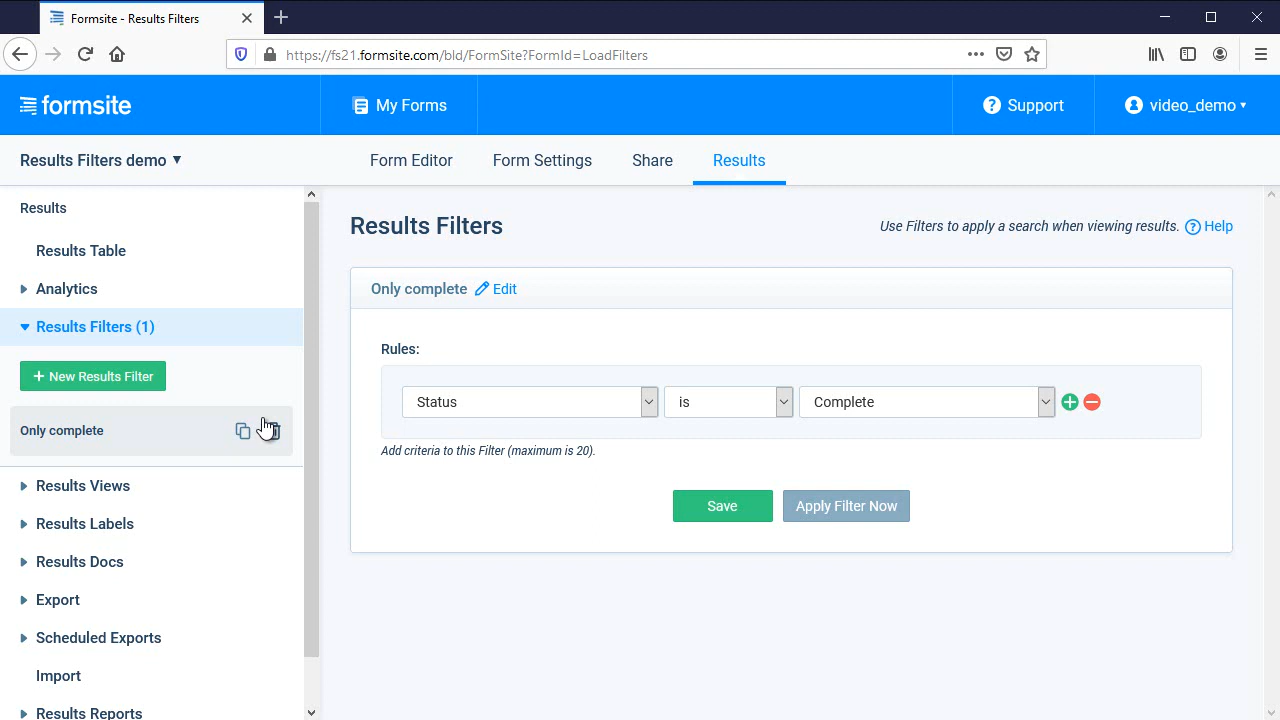 Formsite - Results Filters
https://fs21.formsite.com/bld/FormSite?FormId=LoadFilters
formsite
My Forms
Support
video_demo
Results Filters demo
Form Editor
Form Settings
Share
Results
Results
Results Table
Analytics
Results Filters (1)
+ New Results Filter
Only complete
Results Views
Results Labels
Results Docs
Export
Scheduled Exports
Import
Results Reports
Results Filters
Use Filters to apply a search when viewing results. ? Help
Only complete Edit
Rules:
Status is Complete
Add criteria to this Filter (maximum is 20).
Save Apply Filter Now